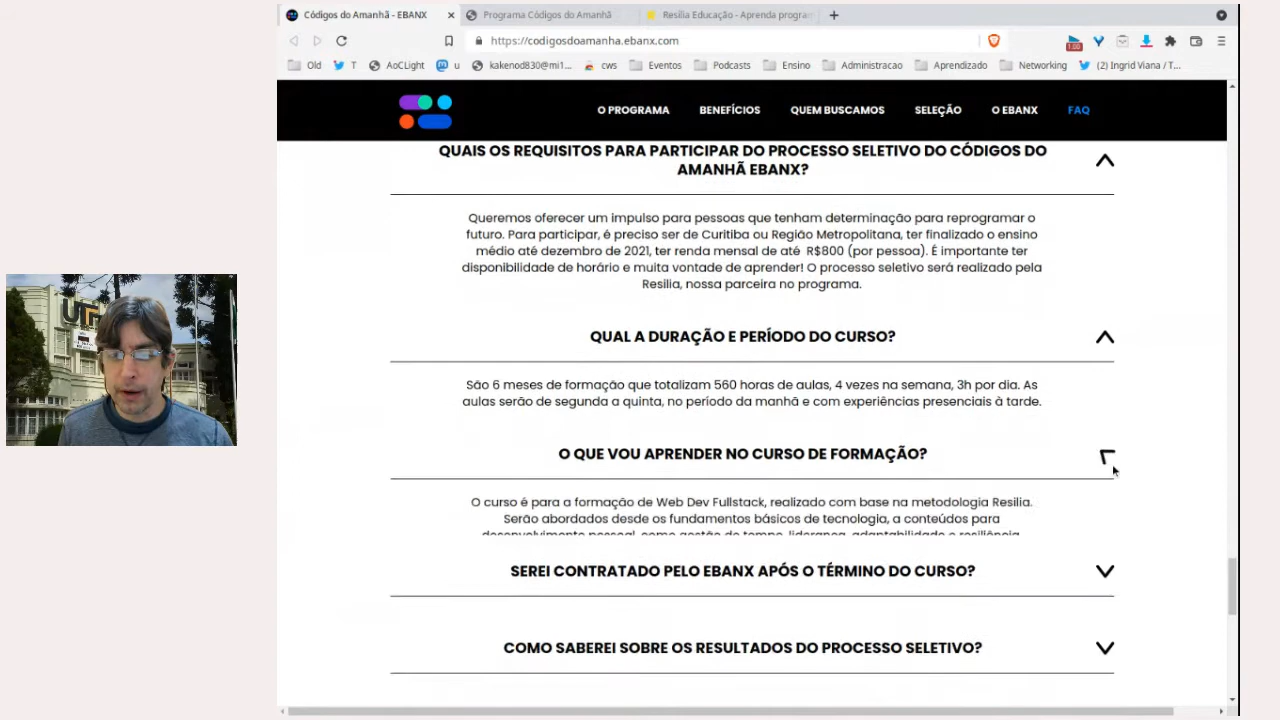 Códigos do Amanhã - EBANX
Programa Códigos do Amanhã
Resilia Educação - Aprenda program
https://codigosdoamanha.ebanx.com
1.00
Old
T
AoCLight
u
kakenod830@mi1...
cws
Eventos
Podcasts
Ensino
Administracao
Aprendizado
Networking
(2) Ingrid Viana / T...
O PROGRAMA
BENEFÍCIOS
QUEM BUSCAMOS
SELEÇÃO
O EBANX
FAQ
QUAIS OS REQUISITOS PARA PARTICIPAR DO PROCESSO SELETIVO DO CÓDIGOS DO
AMANHÃ EBANX?
Queremos oferecer um impulso para pessoas que tenham determinação para reprogramar o
futuro. Para participar, é preciso ser de Curitiba ou Região Metropolitana, ter finalizado o ensino
médio até dezembro de 2021, ter renda mensal de até R$800 (por pessoa). É importante ter
disponibilidade de horário e muita vontade de aprender! O processo seletivo será realizado pela
Resilia, nossa parceira no programa.
QUAL A DURAÇÃO E PERÍODO DO CURSO?
São 6 meses de formação que totalizam 560 horas de aulas, 4 vezes na semana, 3h por dia. As
aulas serão de segunda a quinta, no período da manhã e com experiências presenciais à tarde.
O QUE VOU APRENDER NO CURSO DE FORMAÇÃO?
O curso é para a formação de Web Dev Fullstack, realizado com base na metodologia Resilia.
Serão abordados desde os fundamentos básicos de tecnologia, a conteúdos para
desenvolvimento pessoal, como gestão de tempo, liderança, adaptabilidade e resiliência
SEREI CONTRATADO PELO EBANX APÓS O TÉRMINO DO CURSO?
COMO SABEREI SOBRE OS RESULTADOS DO PROCESSO SELETIVO?